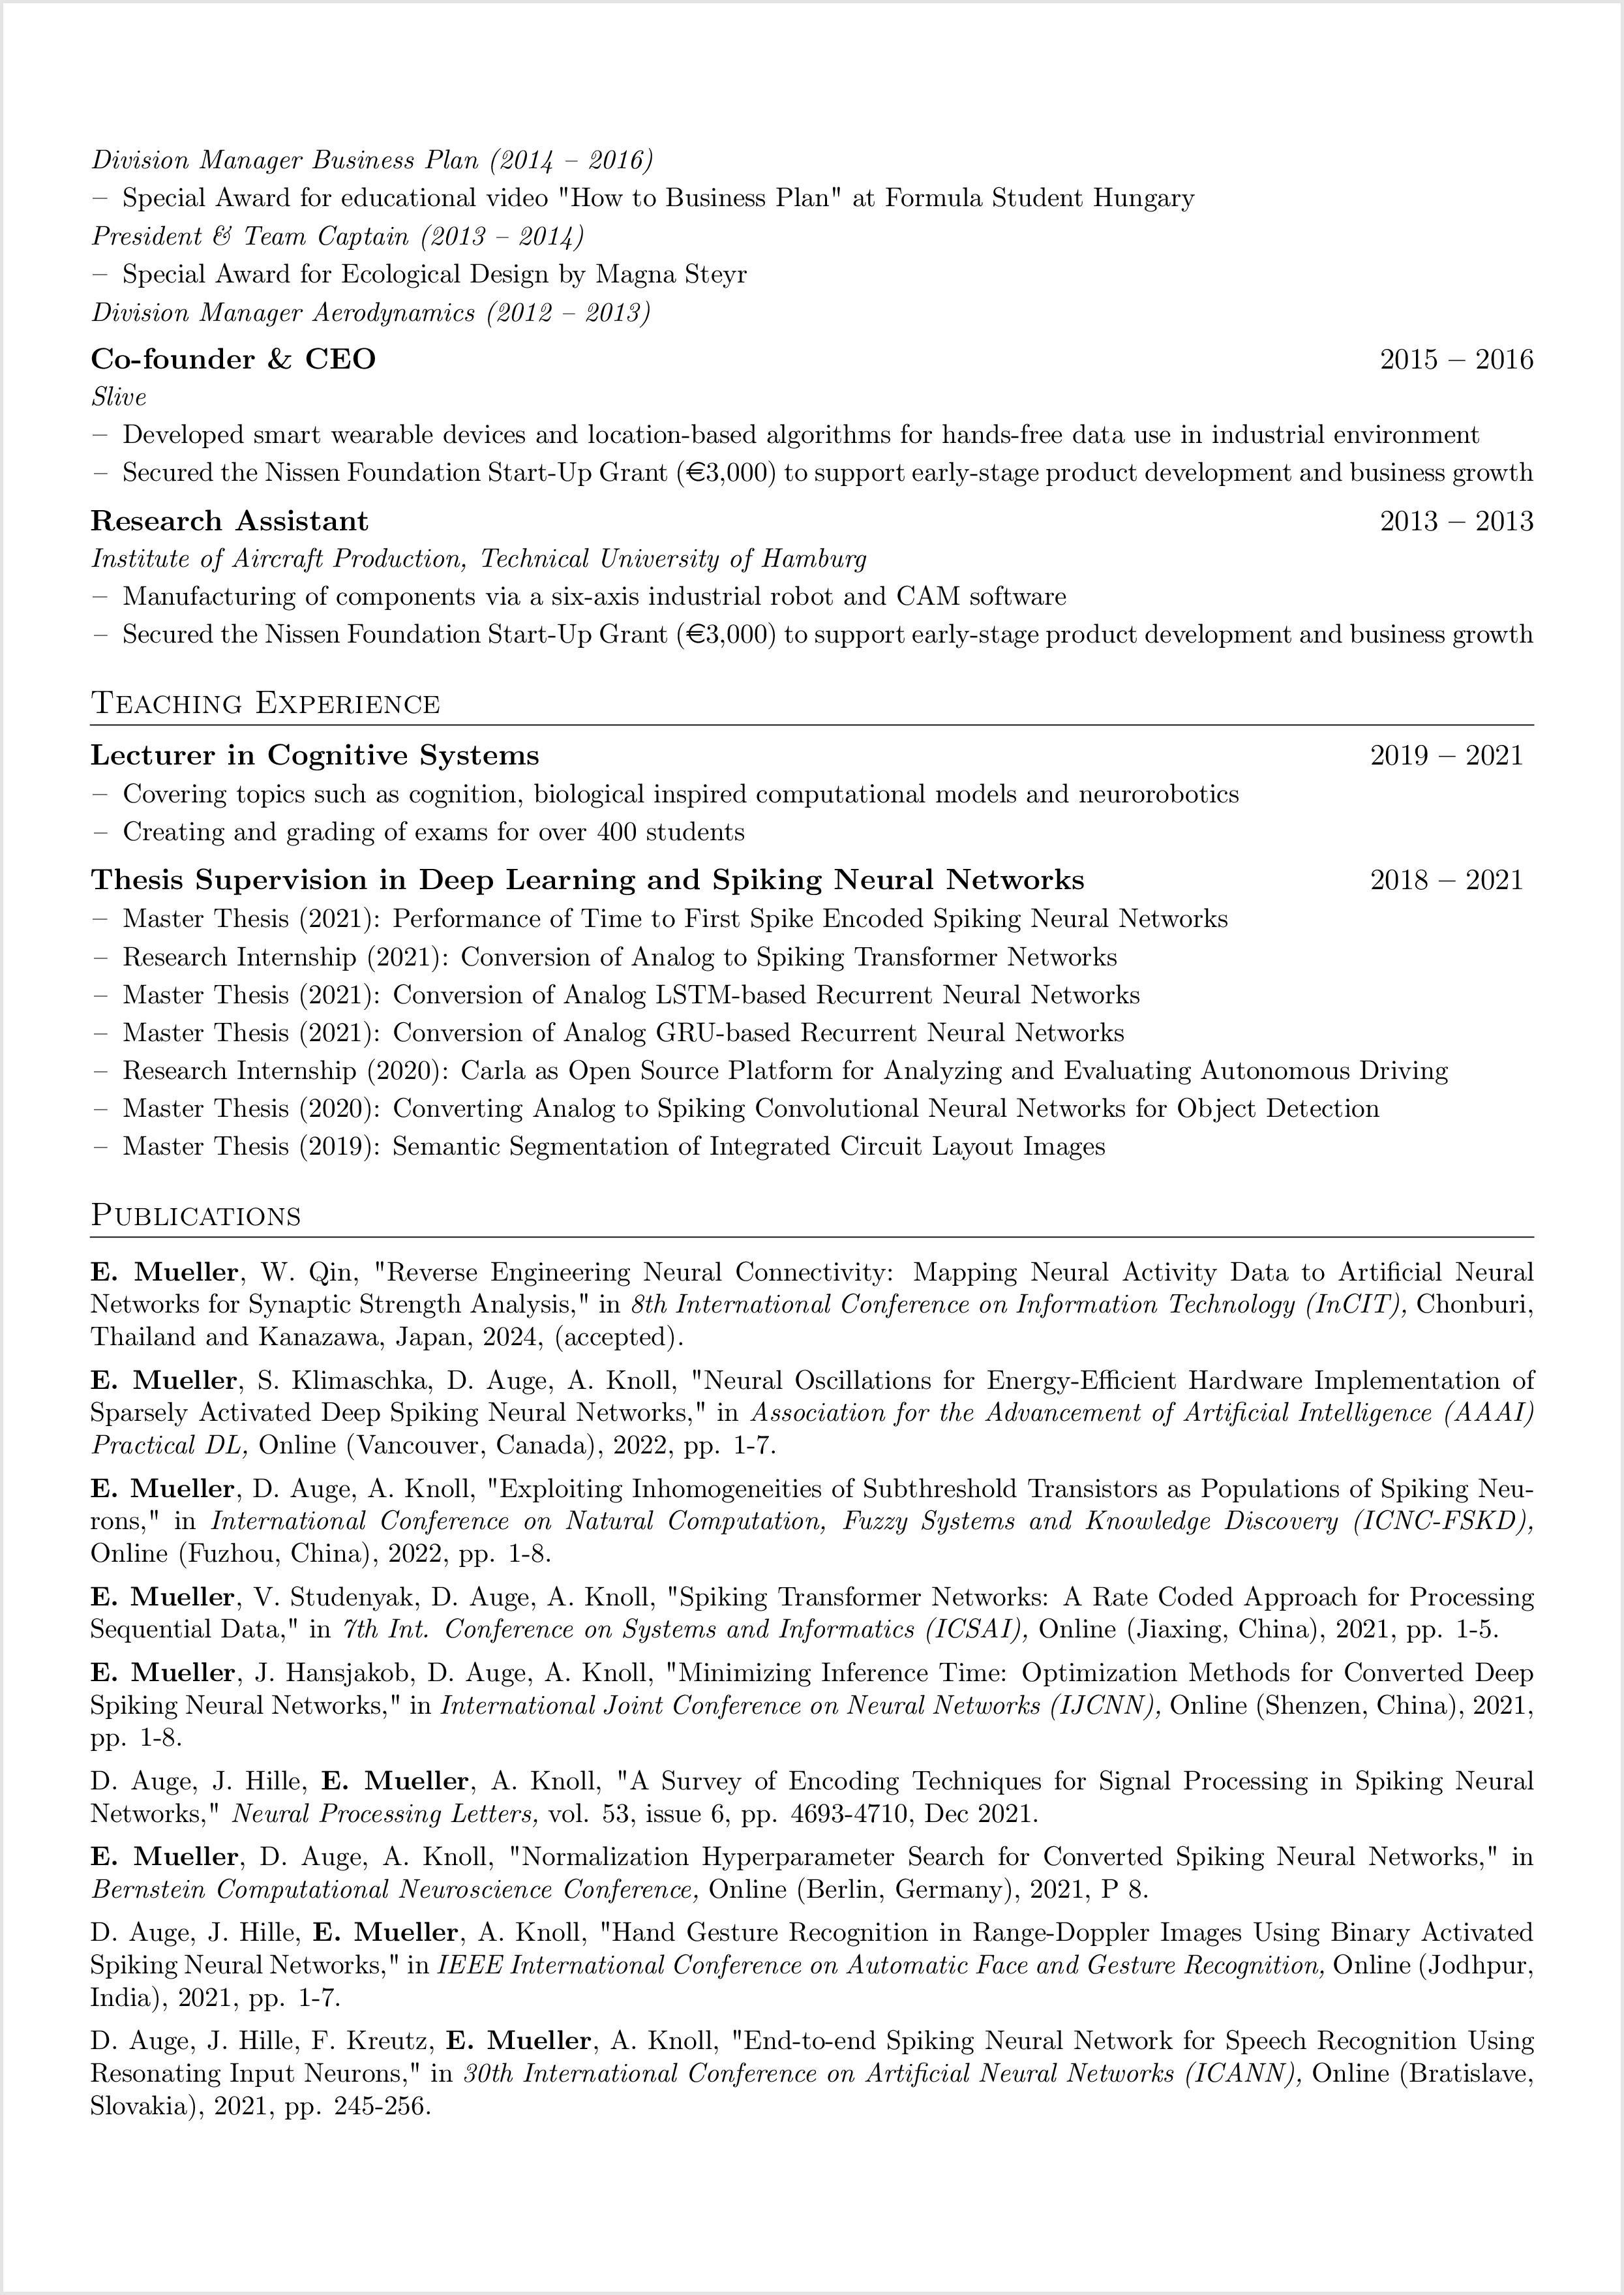 Division Manager Business Plan (2014 – 2016)
– Special Award for educational video "How to Business Plan" at Formula Student Hungary
President & Team Captain (2013 – 2014)
– Special Award for Ecological Design by Magna Steyr
Division Manager Aerodynamics (2012 – 2013)
Co-founder & CEO 2015 – 2016
Slive
– Developed smart wearable devices and location-based algorithms for hands-free data use in industrial environment
– Secured the Nissen Foundation Start-Up Grant (€3,000) to support early-stage product development and business growth
Research Assistant 2013 – 2013
Institute of Aircraft Production, Technical University of Hamburg
– Manufacturing of components via a six-axis industrial robot and CAM software
– Secured the Nissen Foundation Start-Up Grant (€3,000) to support early-stage product development and business growth
Teaching Experience
Lecturer in Cognitive Systems 2019 – 2021
– Covering topics such as cognition, biological inspired computational models and neurorobotics
– Creating and grading of exams for over 400 students
Thesis Supervision in Deep Learning and Spiking Neural Networks 2018 – 2021
– Master Thesis (2021): Performance of Time to First Spike Encoded Spiking Neural Networks
– Research Internship (2021): Conversion of Analog to Spiking Transformer Networks
– Master Thesis (2021): Conversion of Analog LSTM-based Recurrent Neural Networks
– Master Thesis (2021): Conversion of Analog GRU-based Recurrent Neural Networks
– Research Internship (2020): Carla as Open Source Platform for Analyzing and Evaluating Autonomous Driving
– Master Thesis (2020): Converting Analog to Spiking Convolutional Neural Networks for Object Detection
– Master Thesis (2019): Semantic Segmentation of Integrated Circuit Layout Images
Publications
E. Mueller, W. Qin, "Reverse Engineering Neural Connectivity: Mapping Neural Activity Data to Artificial Neural
Networks for Synaptic Strength Analysis," in 8th International Conference on Information Technology (InCIT), Chonburi,
Thailand and Kanazawa, Japan, 2024, (accepted).
E. Mueller, S. Klimaschka, D. Auge, A. Knoll, "Neural Oscillations for Energy-Efficient Hardware Implementation of
Sparsely Activated Deep Spiking Neural Networks," in Association for the Advancement of Artificial Intelligence (AAAI)
Practical DL, Online (Vancouver, Canada), 2022, pp. 1-7.
E. Mueller, D. Auge, A. Knoll, "Exploiting Inhomogeneities of Subthreshold Transistors as Populations of Spiking Neu-
rons," in International Conference on Natural Computation, Fuzzy Systems and Knowledge Discovery (ICNC-FSKD),
Online (Fuzhou, China), 2022, pp. 1-8.
E. Mueller, V. Studenyak, D. Auge, A. Knoll, "Spiking Transformer Networks: A Rate Coded Approach for Processing
Sequential Data," in 7th Int. Conference on Systems and Informatics (ICSAI), Online (Jiaxing, China), 2021, pp. 1-5.
E. Mueller, J. Hansjakob, D. Auge, A. Knoll, "Minimizing Inference Time: Optimization Methods for Converted Deep
Spiking Neural Networks," in International Joint Conference on Neural Networks (IJCNN), Online (Shenzen, China), 2021,
pp. 1-8.
D. Auge, J. Hille, E. Mueller, A. Knoll, "A Survey of Encoding Techniques for Signal Processing in Spiking Neural
Networks," Neural Processing Letters, vol. 53, issue 6, pp. 4693-4710, Dec 2021.
E. Mueller, D. Auge, A. Knoll, "Normalization Hyperparameter Search for Converted Spiking Neural Networks," in
Bernstein Computational Neuroscience Conference, Online (Berlin, Germany), 2021, P 8.
D. Auge, J. Hille, E. Mueller, A. Knoll, "Hand Gesture Recognition in Range-Doppler Images Using Binary Activated
Spiking Neural Networks," in IEEE International Conference on Automatic Face and Gesture Recognition, Online (Jodhpur,
India), 2021, pp. 1-7.
D. Auge, J. Hille, F. Kreutz, E. Mueller, A. Knoll, "End-to-end Spiking Neural Network for Speech Recognition Using
Resonating Input Neurons," in 30th International Conference on Artificial Neural Networks (ICANN), Online (Bratislave,
Slovakia), 2021, pp. 245-256.